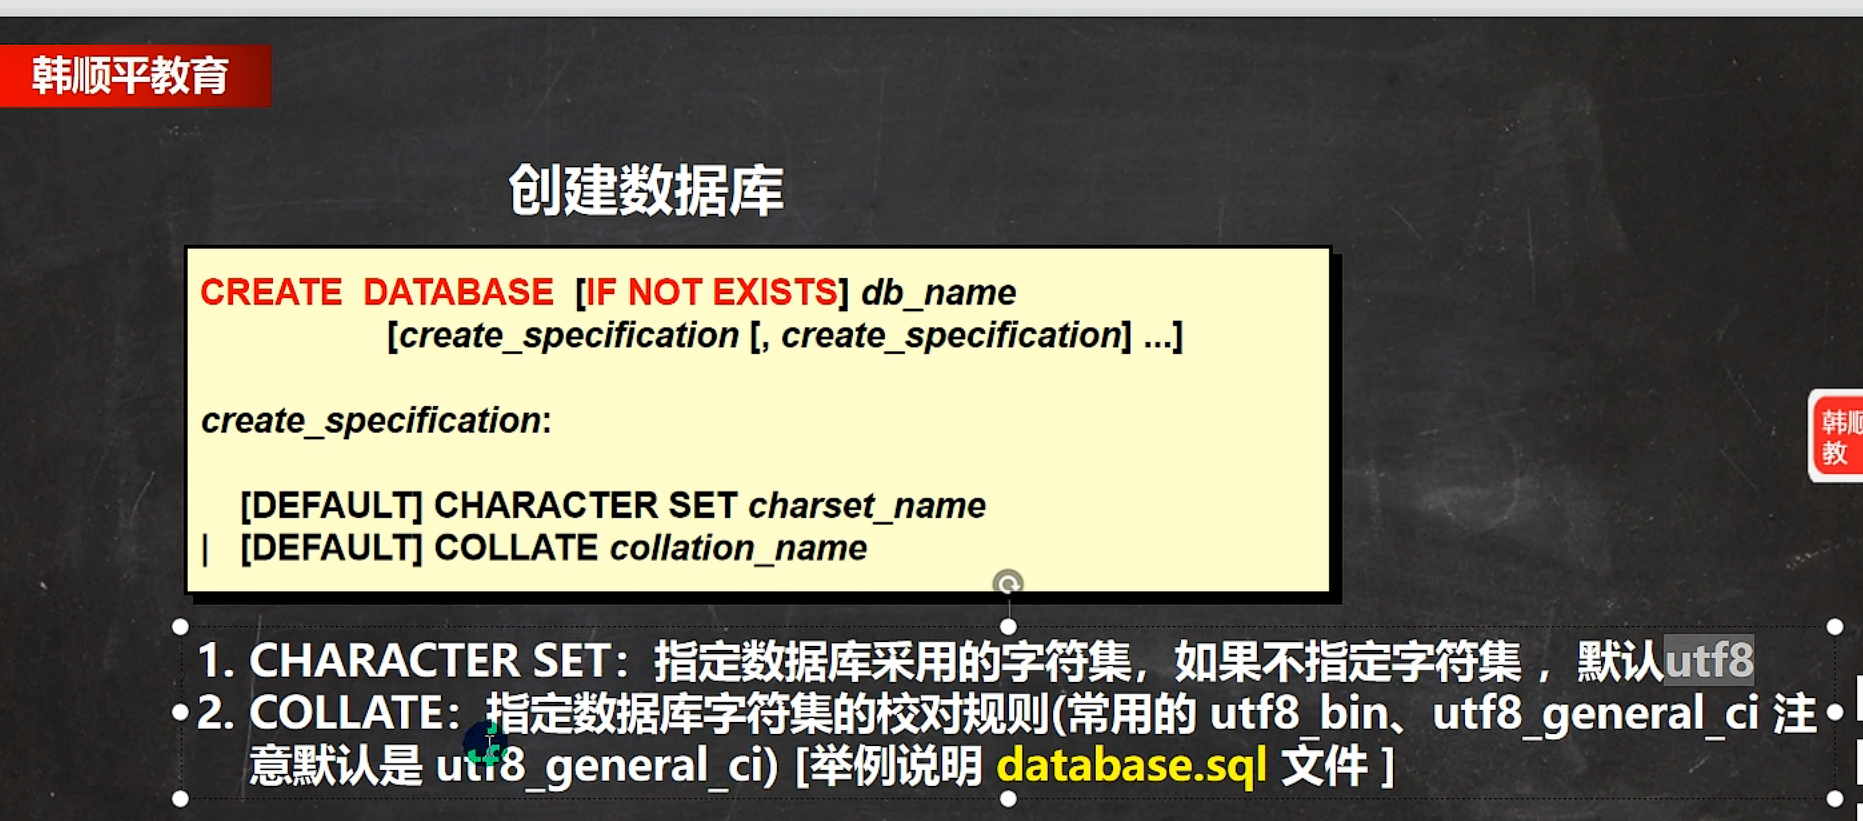 韩顺平教育
创建数据库
CREATE DATABASE [IF NOT EXISTS] db_name
[create_specification [, create_specification] ...]
create_specification:
[DEFAULT] CHARACTER SET charset_name
| [DEFAULT] COLLATE collation_name
韩顺
教
1. CHARACTER SET：指定数据库采用的字符集，如果不指定字符集，默认utf8
2. COLLATE：指定数据库字符集的校对规则(常用的 utf8_bin、utf8_general_ci 注
意默认是 utf8_general_ci) [举例说明 database.sql 文件 ]